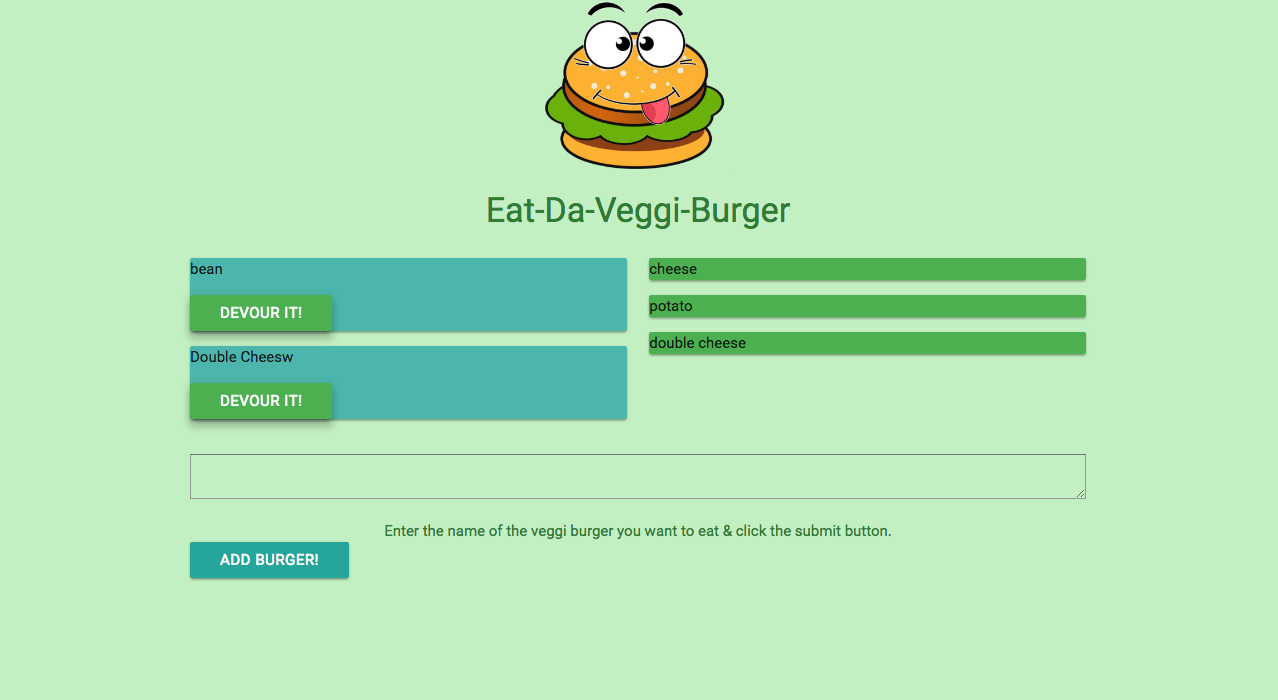 Eat-Da-Veggi-Burger
bean
DEVOUR IT!
Double Cheesw
DEVOUR IT!
cheese
potato
double cheese
Enter the name of the veggi burger you want to eat & click the submit button.
ADD BURGER!